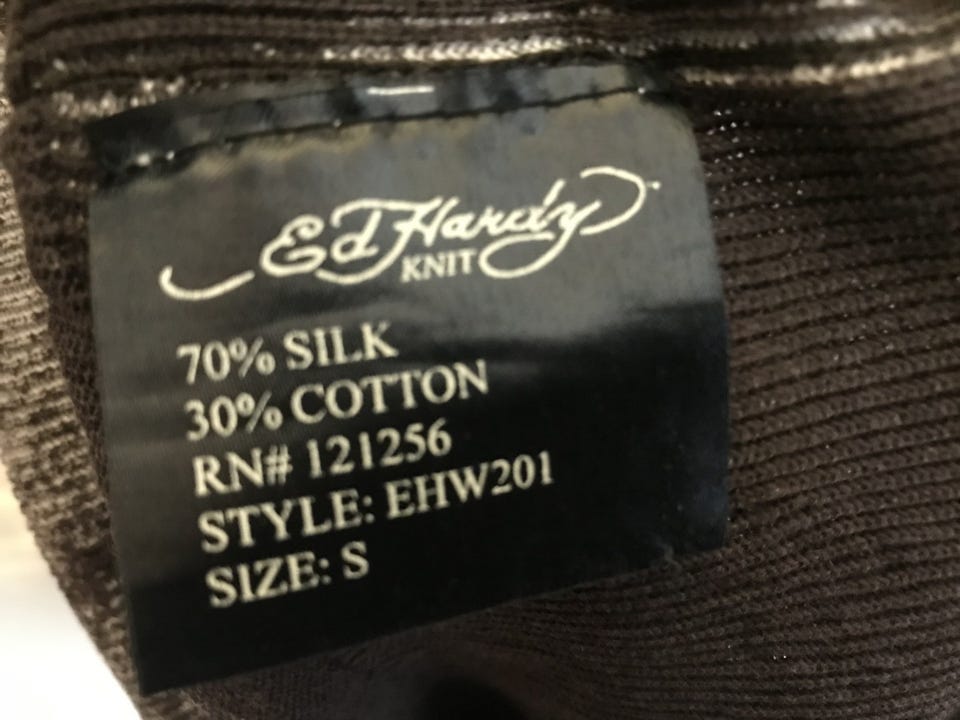 Ed Hardy
KNIT
70% SILK
30% COTTON
RN# 121256
STYLE: EHW201
SIZE: S